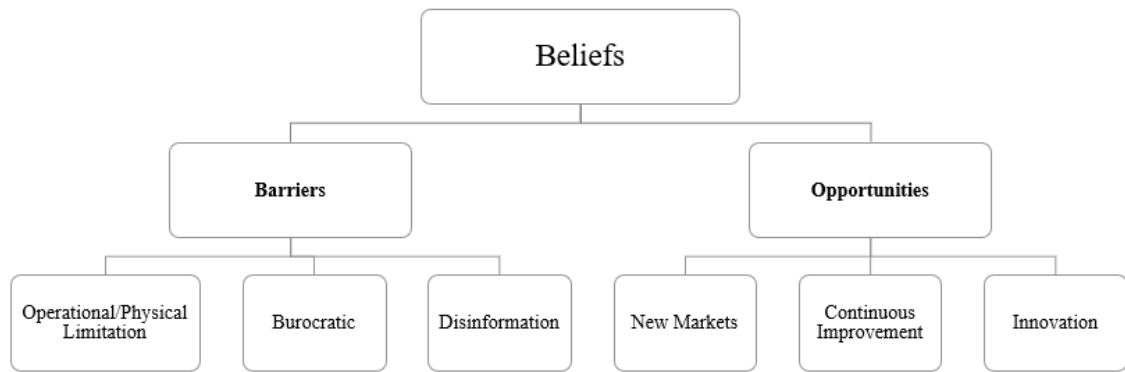 Beliefs
Barriers
Opportunities
Operational/Physical
Limitation
Burocratic
Disinformation
New Markets
Continuous
Improvement
Innovation